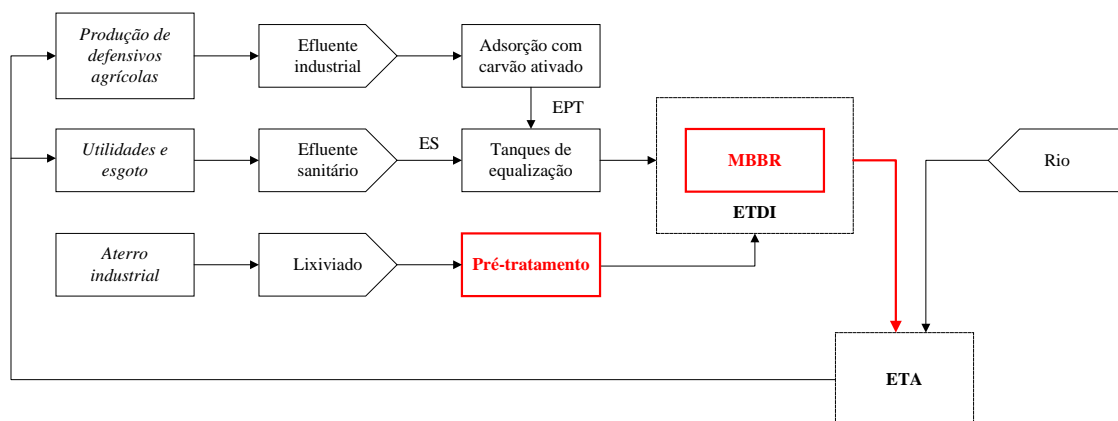 Produção de
defensivos
agrícolas
Efluente
industrial
Adsorção com
carvão ativado
EPT
Utilidades e
esgoto
Efluente
sanitário
ES
Tanques de
equalização
MBBR
ETDI
Rio
Aterro
industrial
Lixiviado
Pré-tratamento
ETA